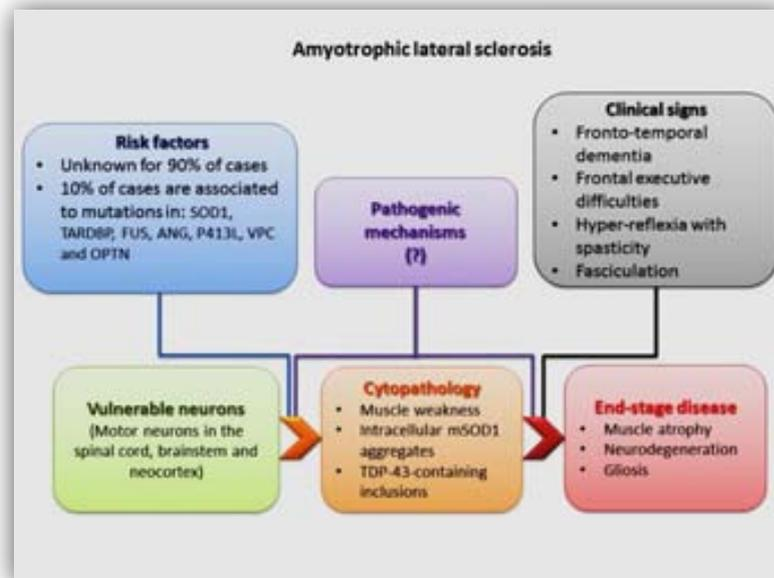 Amyotrophic lateral sclerosis
Risk factors
• Unknown for 90% of cases
• 10% of cases are associated
to mutations in: SOD1,
TARDBP, FUS, ANG, P413L, VPC
and OPTN
Pathogenic
mechanisms
(?)
Clinical signs
• Fronto-temporal
dementia
• Frontal executive
difficulties
• Hyper-reflexia with
spasticity
• Fasciculation
Vulnerable neurons
(Motor neurons in the
spinal cord, brainstem and
neocortex)
Cytopathology
• Muscle weakness
• Intracellular mSOD1
aggregates
• TDP-43-containing
inclusions
End-stage disease
• Muscle atrophy
• Neurodegeneration
• Gliosis